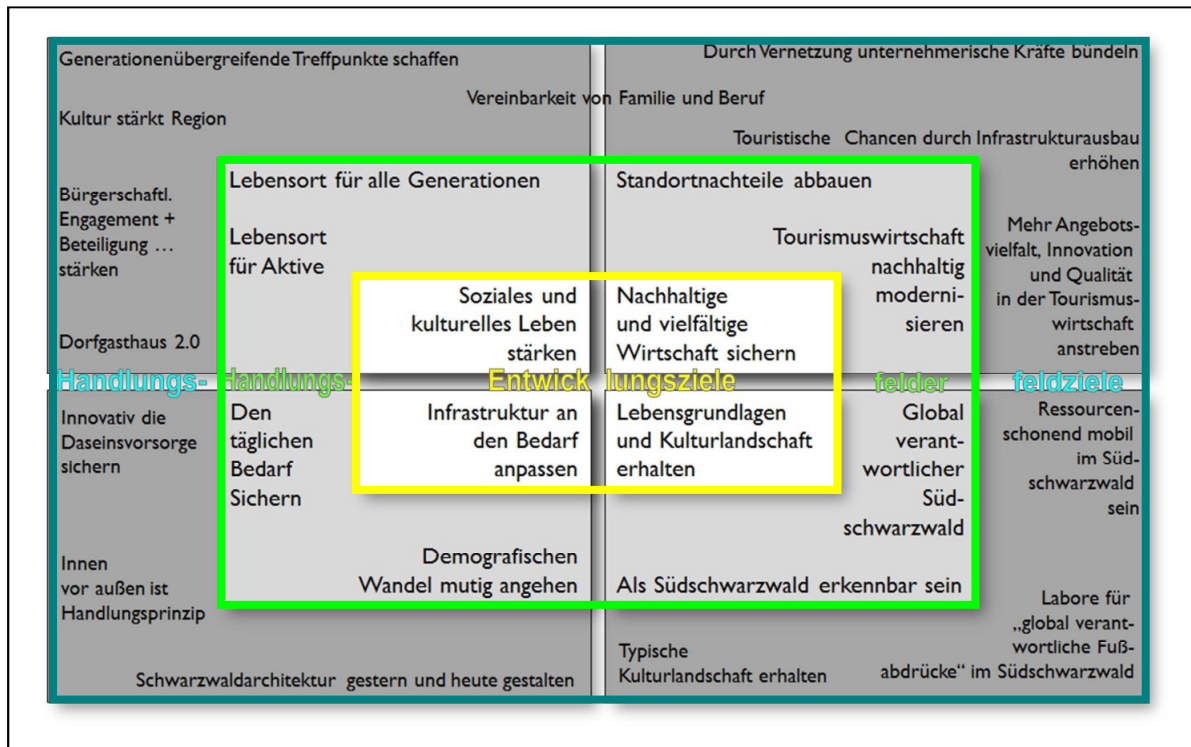 Generationenübergreifende Treffpunkte schaffen
Durch Vernetzung unternehmerische Kräfte bündeln
Vereinbarkeit von Familie und Beruf
Kultur stärkt Region
Touristische Chancen durch Infrastrukturausbau
erhöhen
Bürgerschaftl.
Engagement +
Beteiligung …
stärken
Dorfgasthaus 2.0
Lebensort für alle Generationen
Lebensort
für Aktive
Soziales und
kulturelles Leben
stärken
Standortnachteile abbauen
Tourismuswirtschaft
nachhaltig
moderni-
sieren
Nachhaltige
und vielfältige
Wirtschaft sichern
Mehr Angebots-
vielfalt, Innovation
und Qualität
in der Tourismus-
wirtschaft
anstreben
Handlungs- Handlungs- Entwick lungsziele felder feldziele
Innovativ die
Daseinsvorsorge
sichern
Innen
vor außen ist
Handlungsprinzip
Den
täglichen
Bedarf
Sichern
Infrastruktur an
den Bedarf
anpassen
Demografischen
Wandel mutig angehen
Schwarzwaldarchitektur gestern und heute gestalten
Lebensgrundlagen
und Kulturlandschaft
erhalten
Global
verant-
wortlicher
Süd-
schwarzwald
Als Südschwarzwald erkennbar sein
Ressourcen-
schonend mobil
im Süd-
schwarzwald
sein
Typische
Kulturlandschaft erhalten
Labore für
„global verant-
wortliche Fuß-
abdrücke“ im Südschwarzwald